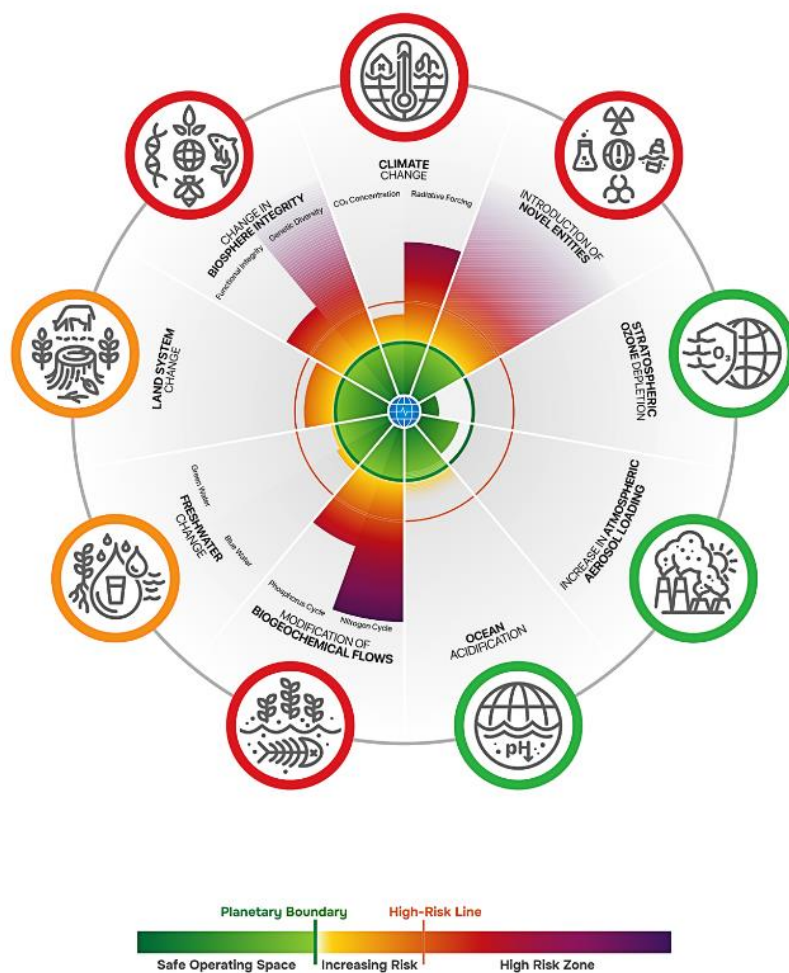 CLIMATE
CHANGE
CO₂ Concentration
Radiative Forcing
INTRODUCTION OF
NOVEL ENTITIES
STRATOSPHERIC
OZONE DEPLETION
O₃
INCREASE IN ATMOSPHERIC
AEROSOL LOADING
OCEAN
ACIDIFICATION
pH
MODIFICATION OF
BIOGEOCHEMICAL FLOWS
Phosphorus Cycle
Nitrogen Cycle
FRESHWATER
CHANGE
Green Water
Blue Water
LAND SYSTEM
CHANGE
CHANGE IN
BIOSPHERE INTEGRITY
Functional Integrity
Genetic Diversity
Planetary Boundary
High-Risk Line
Safe Operating Space
Increasing Risk
High Risk Zone